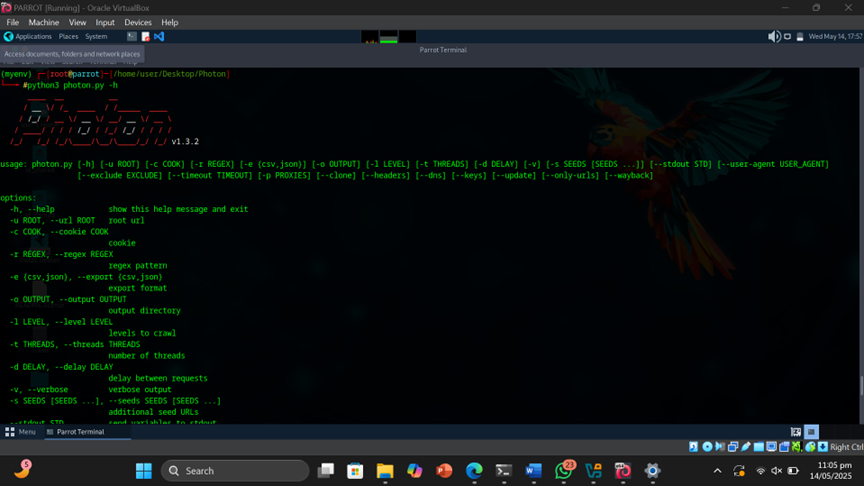 PARROT [Running] - Oracle VirtualBox
File Machine View Input Devices Help
Applications Places System
Wed May 14, 17:57
Access documents, folders and network places
Parrot Terminal
(myenv) ┌─[root@parrot]─[/home/user/Desktop/Photon]
└──╼ #python3 photon.py -h
v1.3.2
usage: photon.py [-h] [-u ROOT] [-c COOK] [-r REGEX] [-e {csv,json}] [-o OUTPUT] [-l LEVEL] [-t THREADS] [-d DELAY] [-v] [-s SEEDS [SEEDS ...]] [--stdout STD] [--user-agent USER_AGENT]
[--exclude EXCLUDE] [--timeout TIMEOUT] [-p PROXIES] [--clone] [--headers] [--dns] [--keys] [--update] [--only-urls] [--wayback]
options:
-h, --help show this help message and exit
-u ROOT, --url ROOT root url
-c COOK, --cookie COOK
cookie
-r REGEX, --regex REGEX
regex pattern
-e {csv,json}, --export {csv,json}
export format
-o OUTPUT, --output OUTPUT
output directory
-l LEVEL, --level LEVEL
levels to crawl
-t THREADS, --threads THREADS
number of threads
-d DELAY, --delay DELAY
delay between requests
-v, --verbose verbose output
-s SEEDS [SEEDS ...], --seeds SEEDS [SEEDS ...]
additional seed URLs
--stdout STD send variables to stdout
Menu Parrot Terminal
Right Ctrl
5
Search
23
11:05 pm
14/05/2025